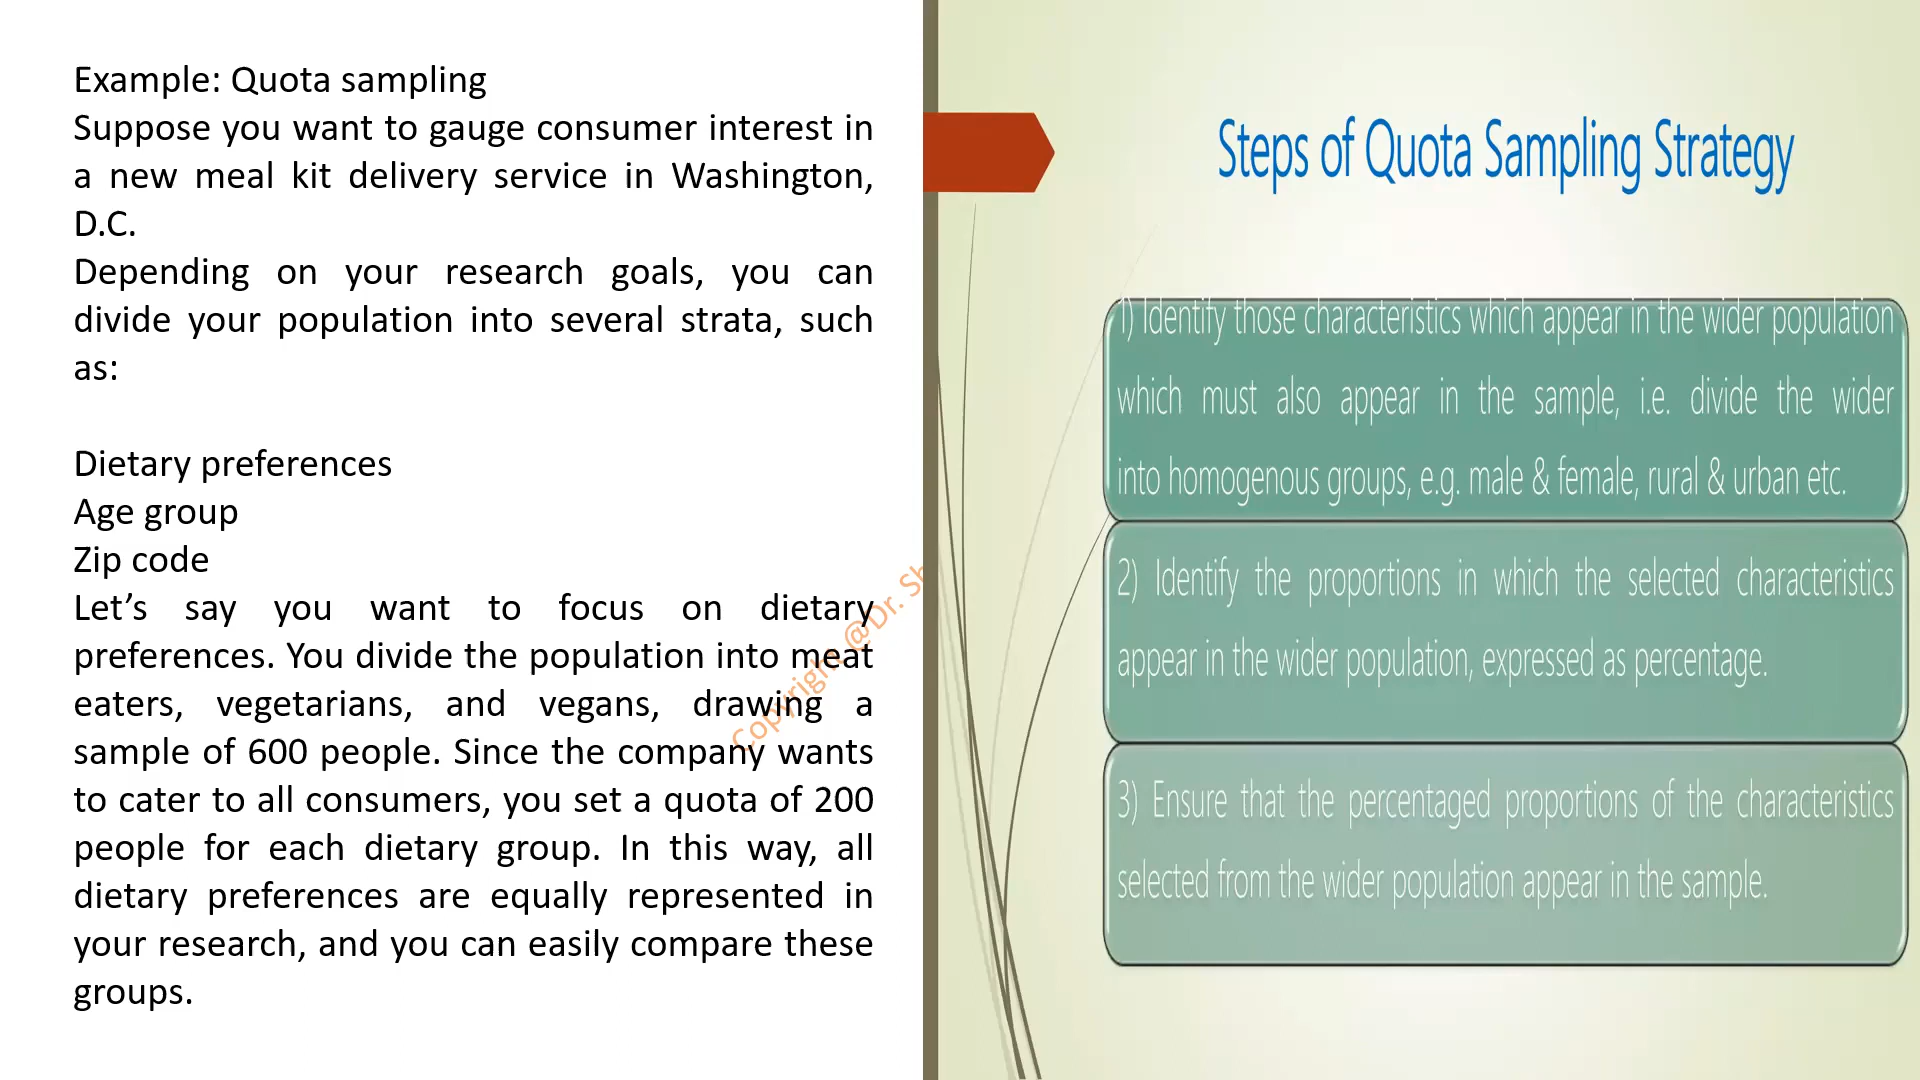 Example: Quota sampling
Suppose you want to gauge consumer interest in
a new meal kit delivery service in Washington,
D.C.
Depending on your research goals, you can
divide your population into several strata, such
as:
Dietary preferences
Age group
Zip code
Let’s say you want to focus on dietary
preferences. You divide the population into meat
eaters, vegetarians, and vegans, drawing a
sample of 600 people. Since the company wants
to cater to all consumers, you set a quota of 200
people for each dietary group. In this way, all
dietary preferences are equally represented in
your research, and you can easily compare these
groups.
Copyright @Dr. Sh
Steps of Quota Sampling Strategy
1) Identify those characteristics which appear in the wider population
which must also appear in the sample, i.e. divide the wider
into homogenous groups, e.g. male & female, rural & urban etc.
2) Identify the proportions in which the selected characteristics
appear in the wider population, expressed as percentage.
3) Ensure that the percentaged proportions of the characteristics
selected from the wider population appear in the sample.